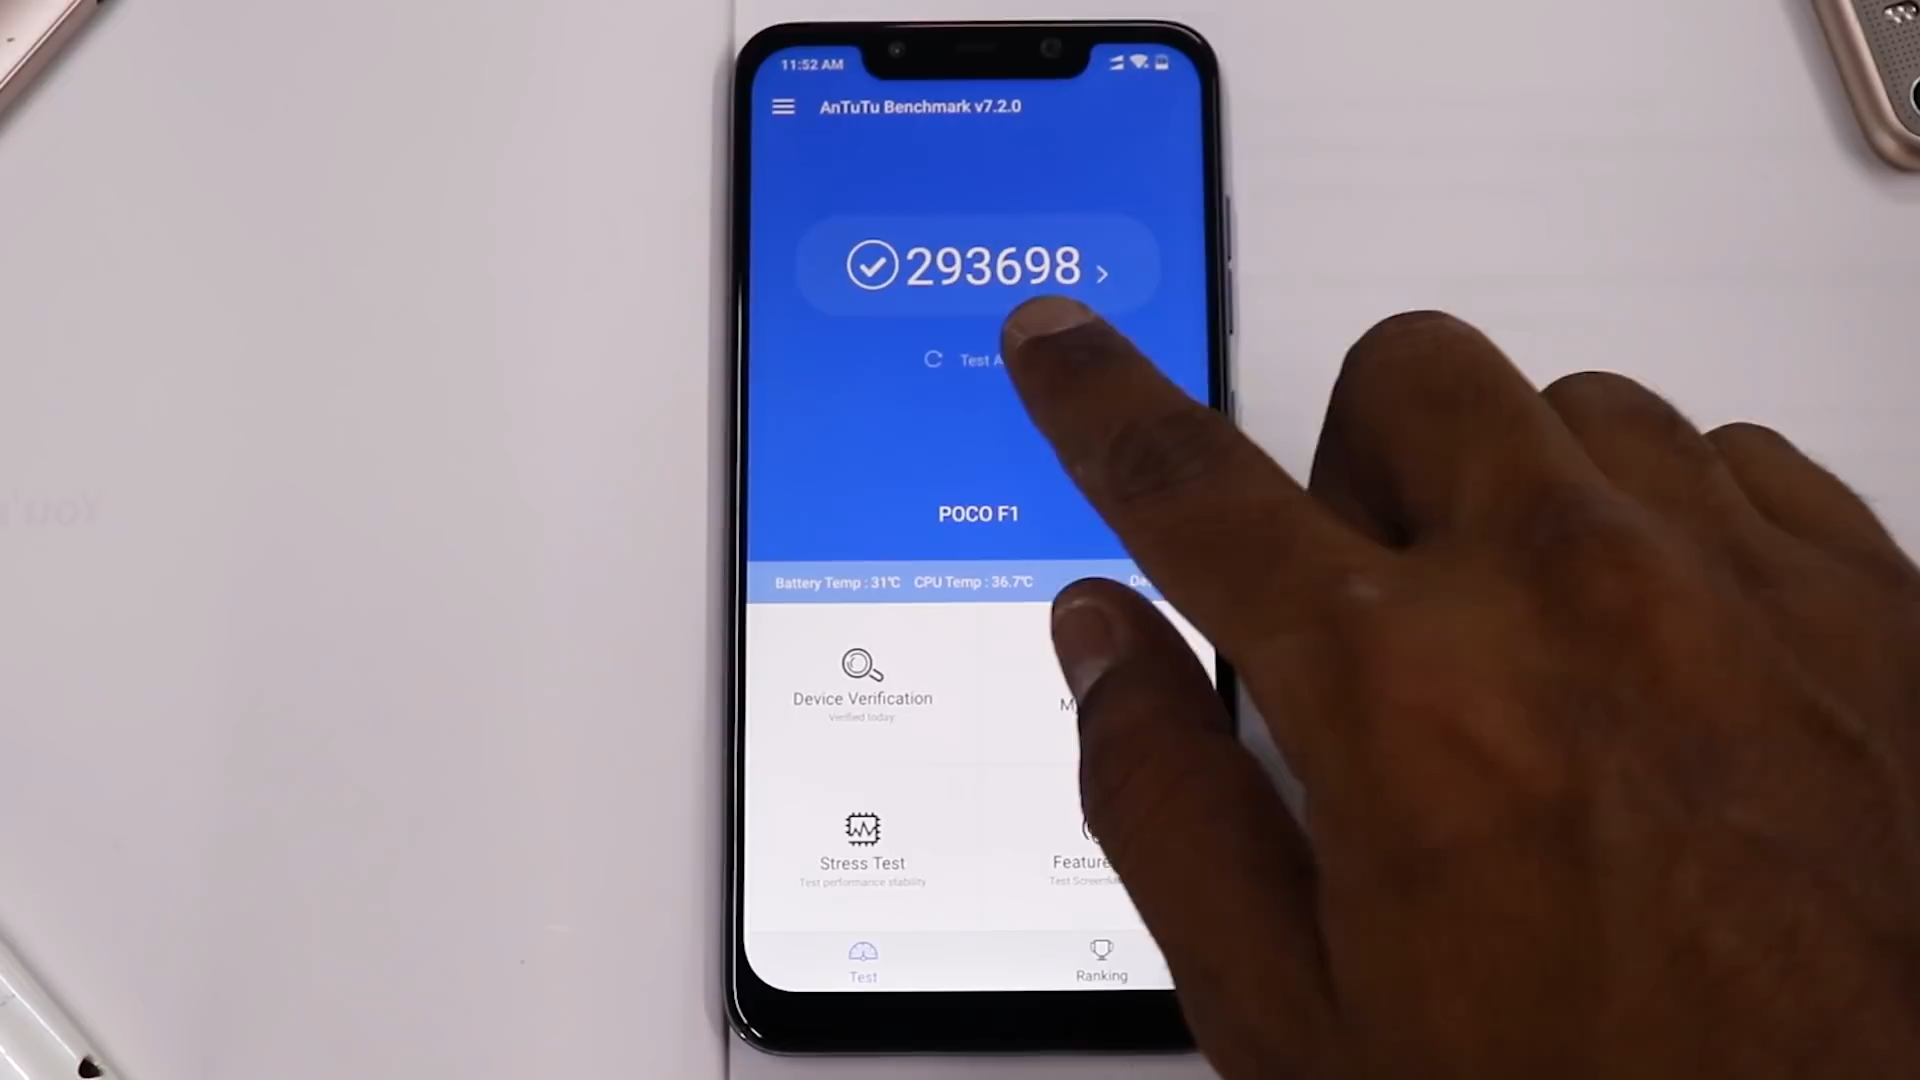 11:52 AM
AnTuTu Benchmark v7.2.0
293698
Test A
POCO F1
Battery Temp : 31℃ CPU Temp : 36.7℃
Device Verification
Verified today
Stress Test
Test performance stability
Feature
Test Screen
Test
Ranking